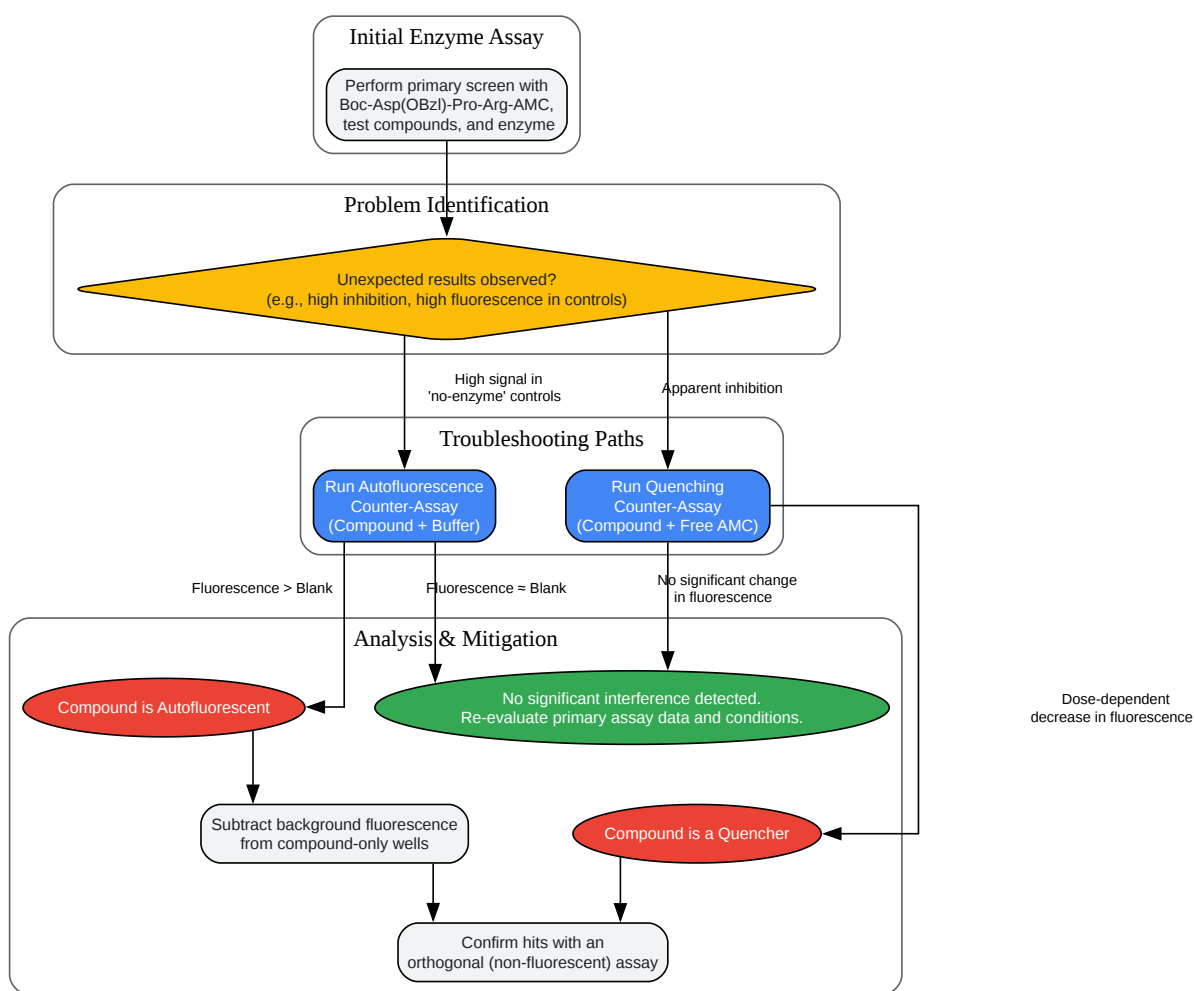 Initial Enzyme Assay
Perform primary screen with
Boc-Asp(OBzl)-Pro-Arg-AMC,
test compounds, and enzyme
Problem Identification
Unexpected results observed?
(e.g., high inhibition, high fluorescence in controls)
High signal in
'no-enzyme' controls
Apparent inhibition
Troubleshooting Paths
Run Autofluorescence
Counter-Assay
(Compound + Buffer)
Run Quenching
Counter-Assay
(Compound + Free AMC)
Fluorescence > Blank
Fluorescence ≈ Blank
No significant change
in fluorescence
Analysis & Mitigation
Compound is Autofluorescent
No significant interference detected.
Re-evaluate primary assay data and conditions.
Dose-dependent
decrease in fluorescence
Subtract background fluorescence
from compound-only wells
Compound is a Quencher
Confirm hits with an
orthogonal (non-fluorescent) assay